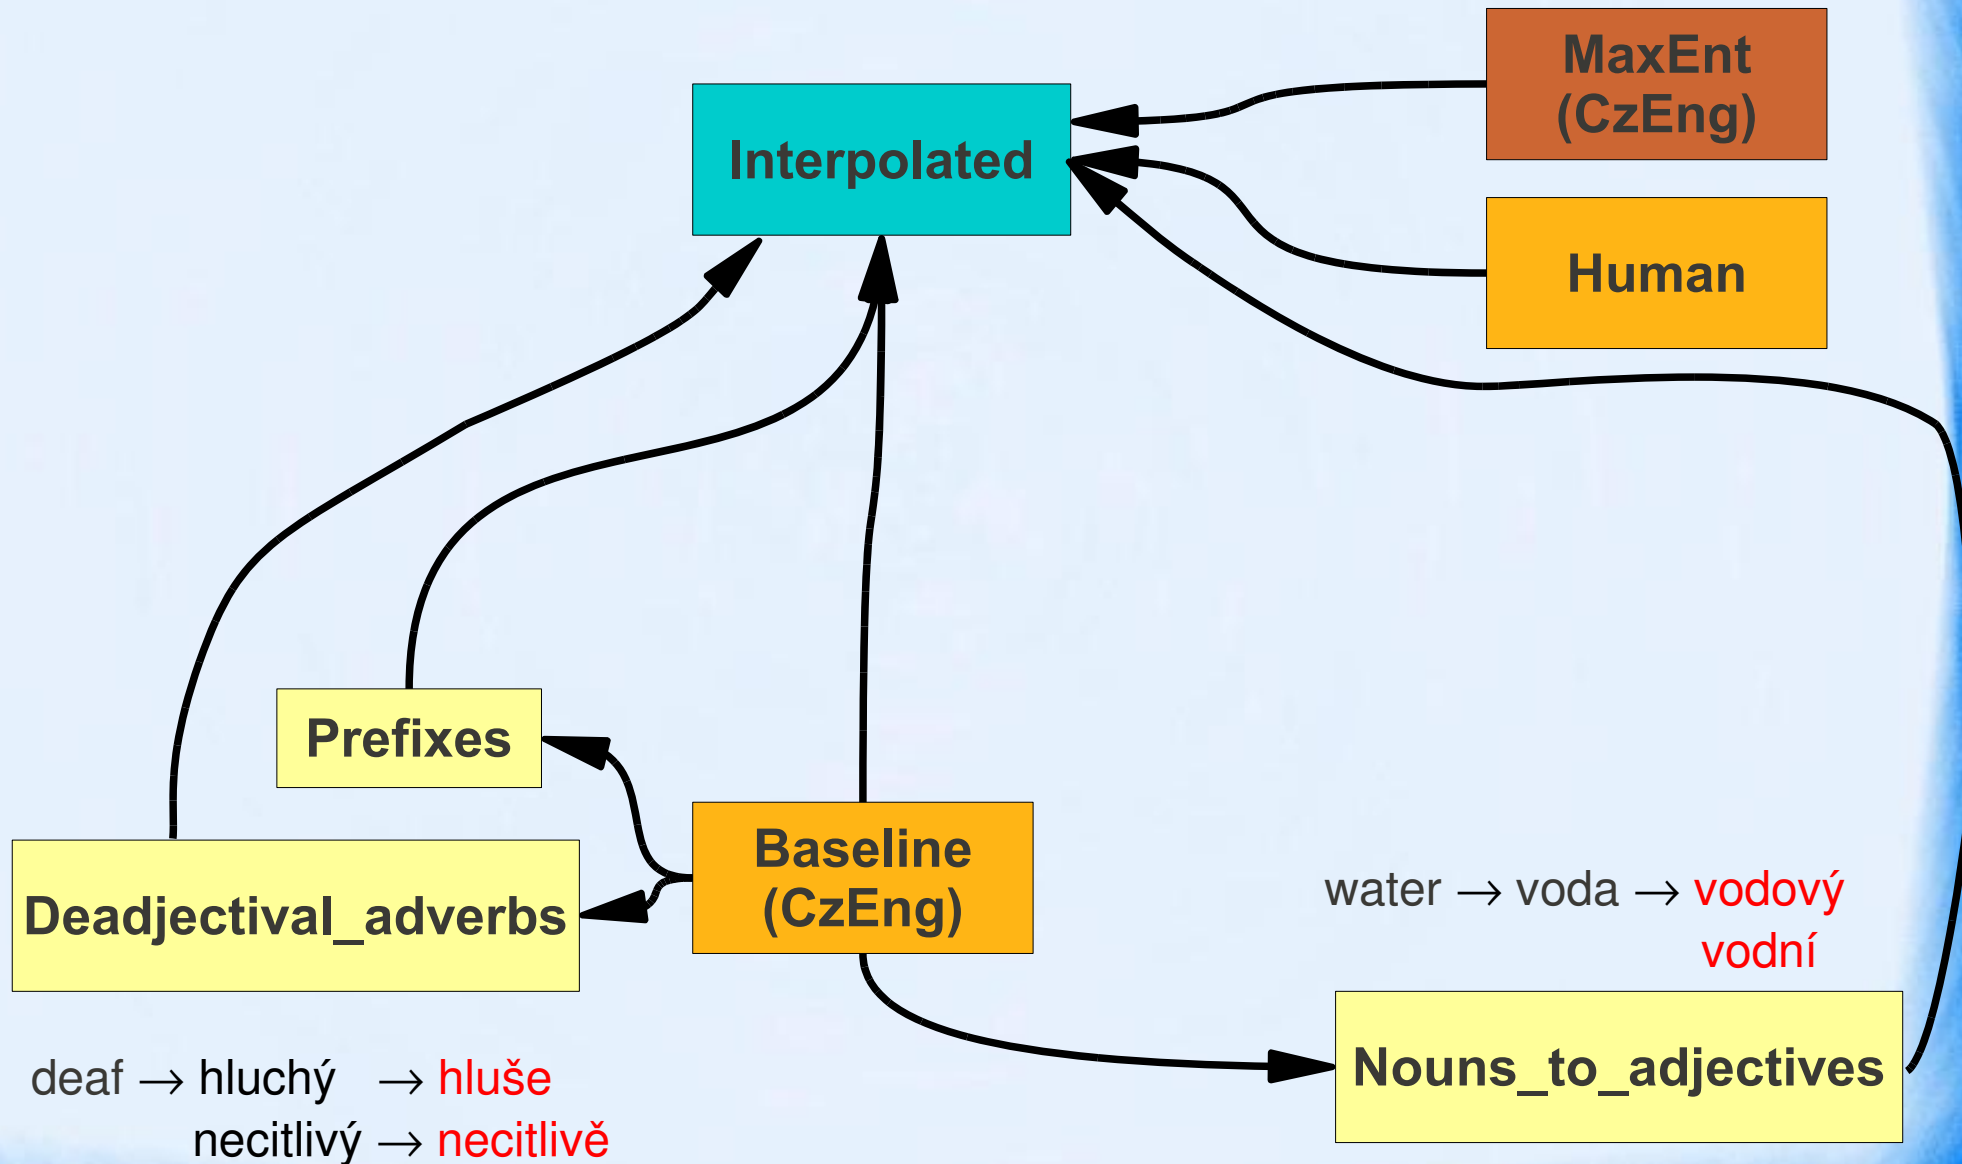 MaxEnt
(CzEng)
Interpolated
Human
Prefixes
Baseline
(CzEng)
Deadjectival_adverbs
water → voda → vodový
vodní
Nouns_to_adjectives
deaf → hluchý → hluše
necitlivý → necitlivě